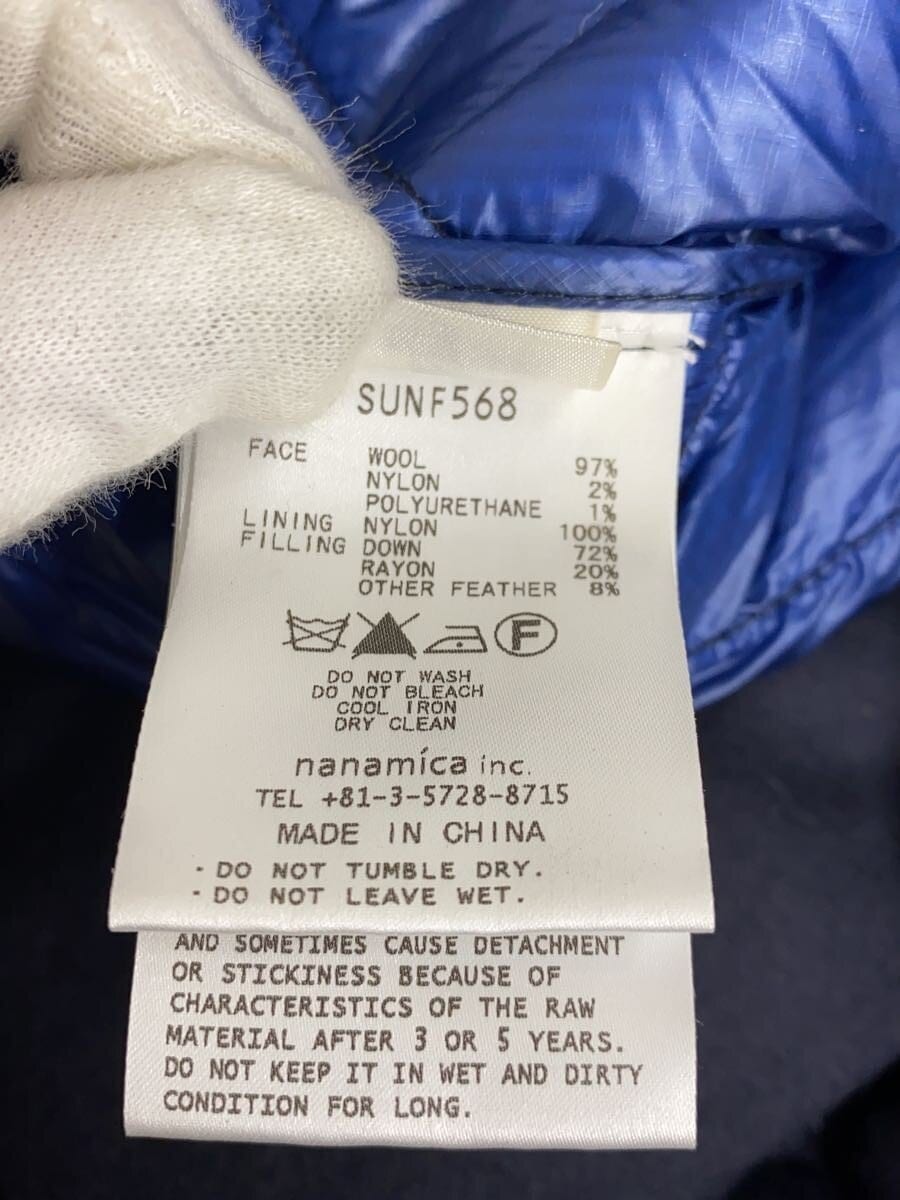 SUNF568
FACE WOOL 97%
NYLON 2%
POLYURETHANE 1%
LINING NYLON 100%
FILLING DOWN 72%
RAYON 20%
OTHER FEATHER 8%
F
DO NOT WASH
DO NOT BLEACH
COOL IRON
DRY CLEAN
nanamíca inc.
TEL +81-3-5728-8715
MADE IN CHINA
· DO NOT TUMBLE DRY.
· DO NOT LEAVE WET.
AND SOMETIMES CAUSE DETACHMENT
OR STICKINESS BECAUSE OF
CHARACTERISTICS OF THE RAW
MATERIAL AFTER 3 OR 5 YEARS.
DO NOT KEEP IT IN WET AND DIRTY
CONDITION FOR LONG.